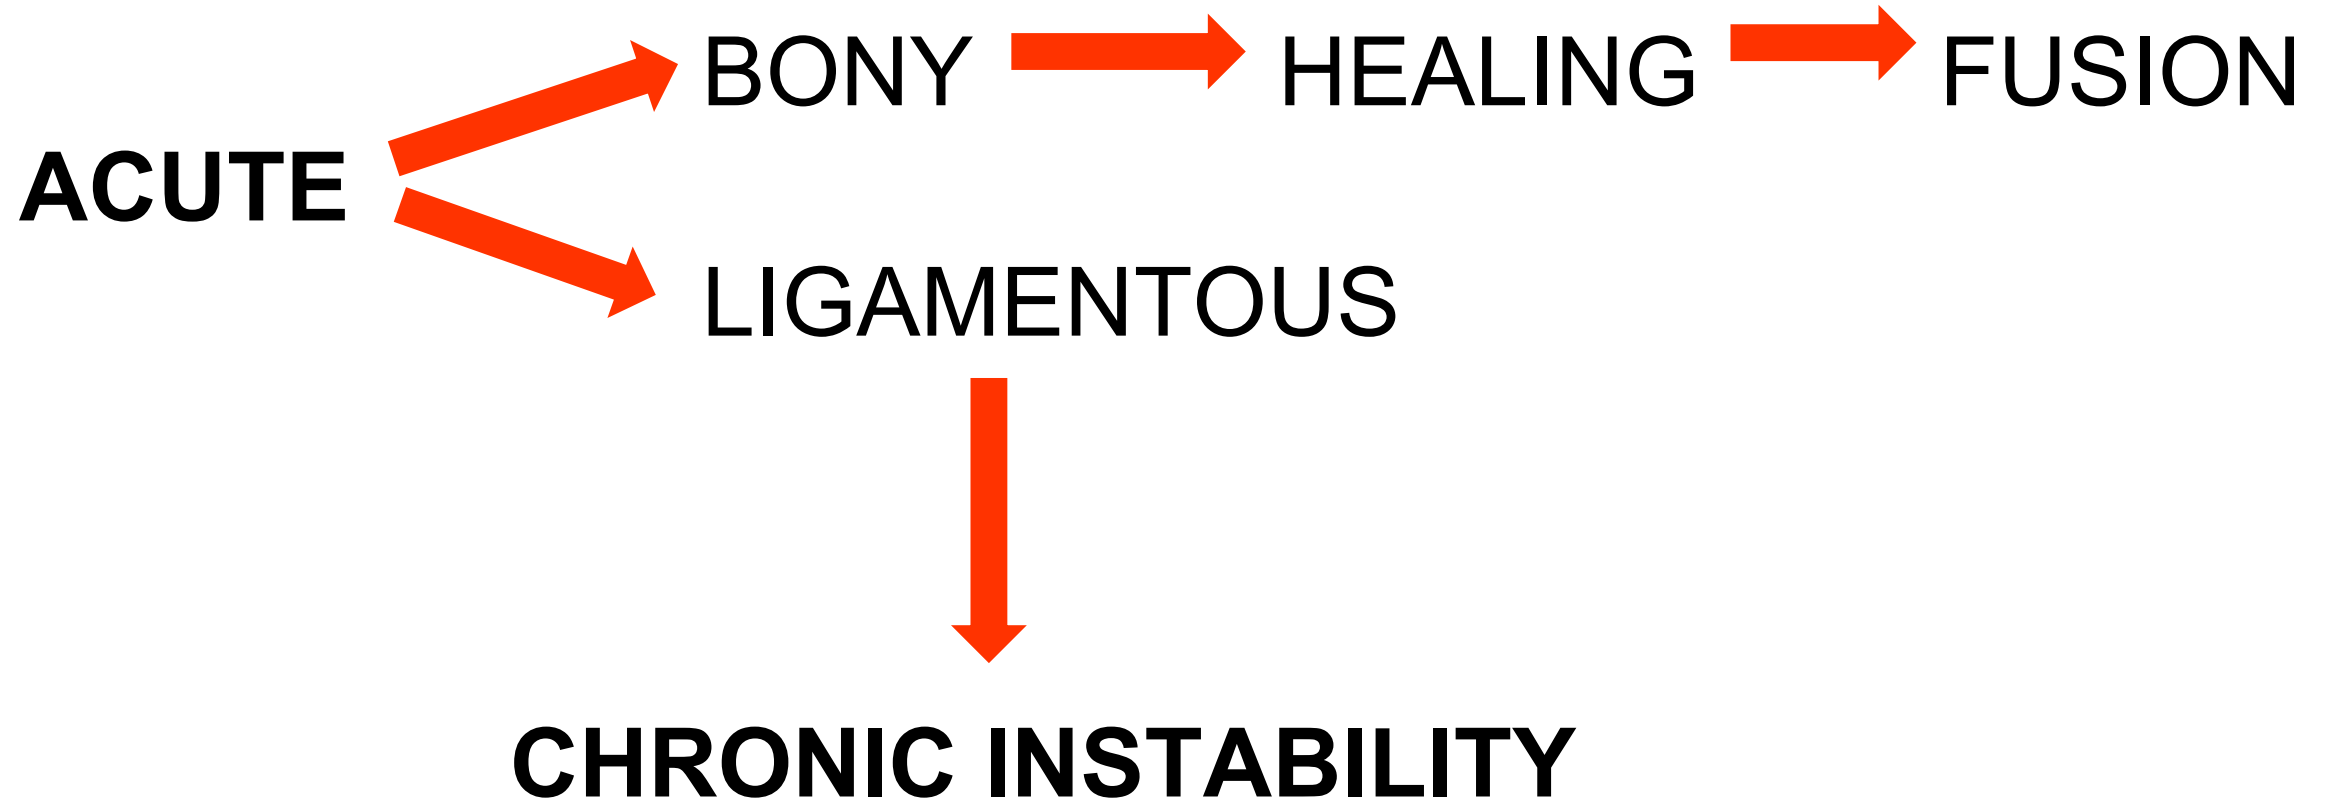 BONY HEALING FUSION
ACUTE
LIGAMENTOUS
CHRONIC INSTABILITY